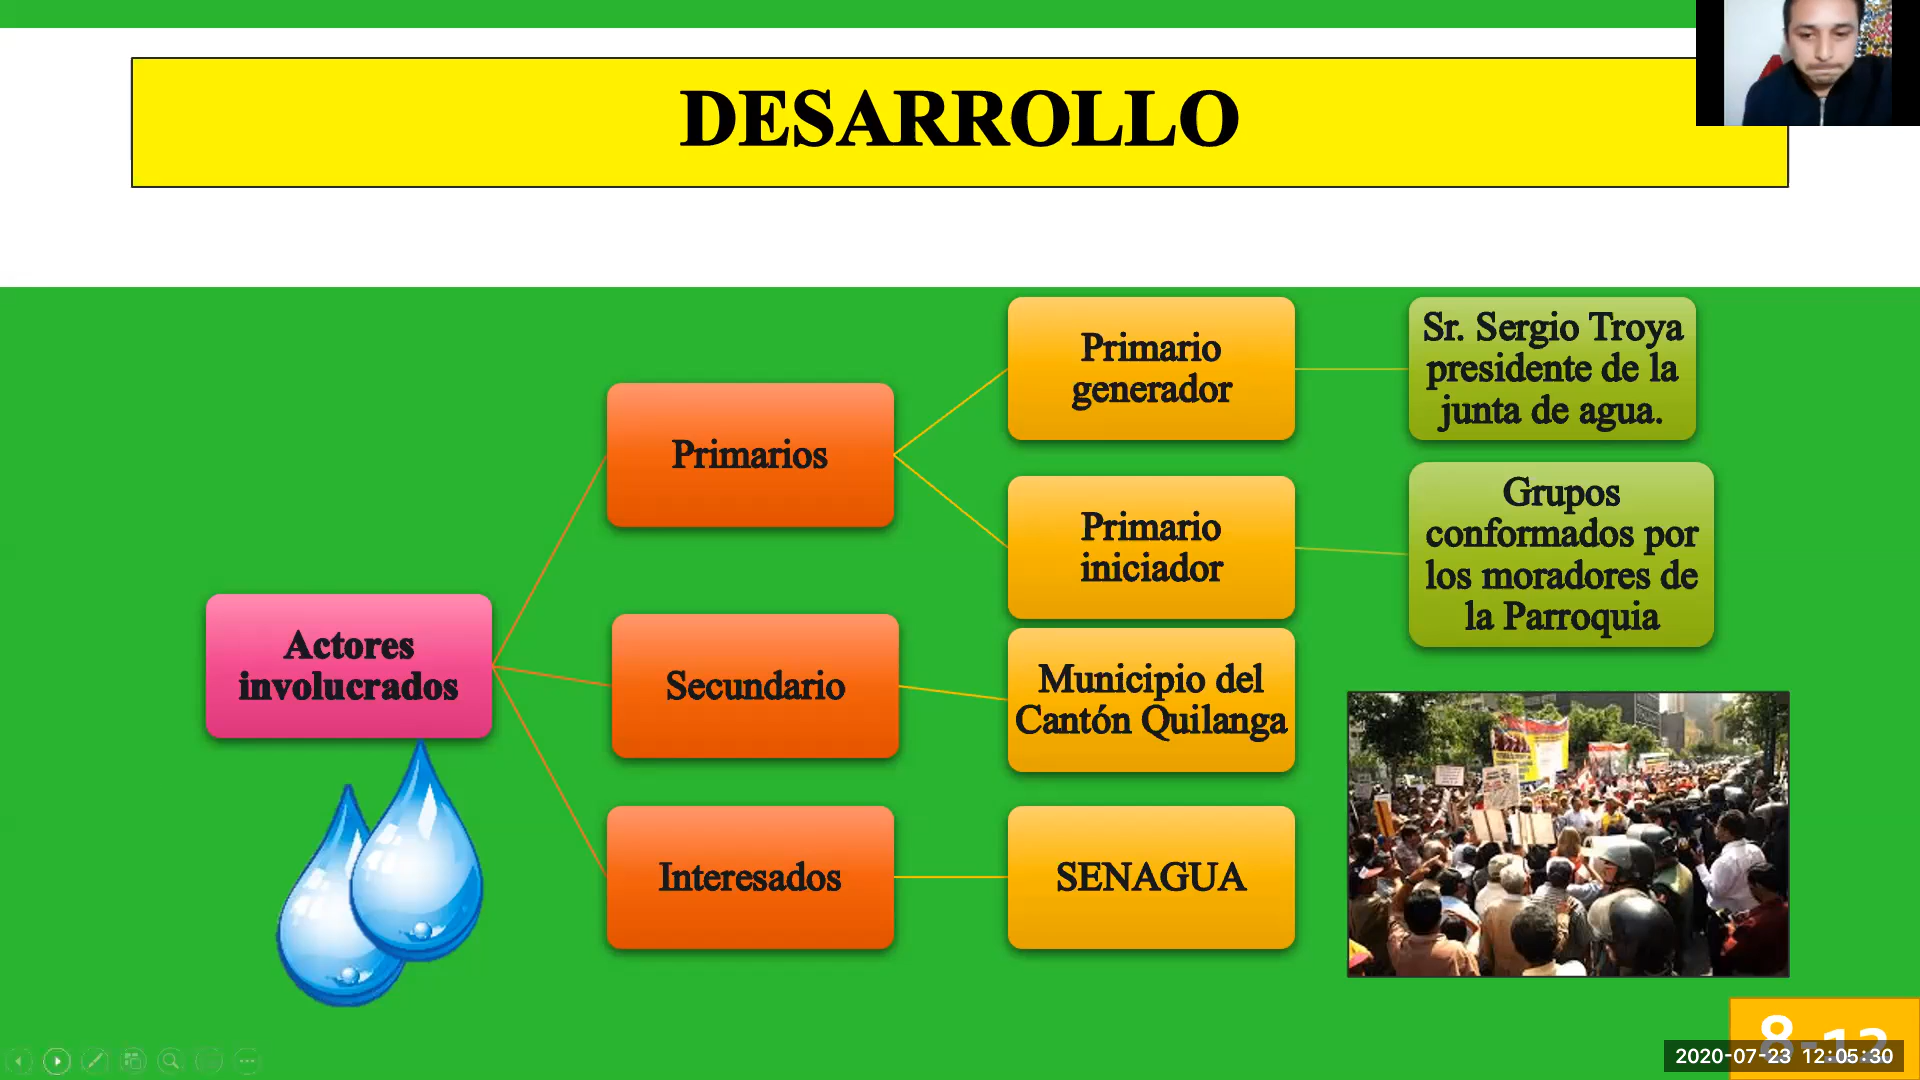 DESARROLLO
Actores
involucrados
Primarios
Primario
generador
Sr. Sergio Troya
presidente de la
junta de agua.
Primario
iniciador
Grupos
conformados por
los moradores de
la Parroquia
Secundario
Municipio del
Cantón Quilanga
Interesados
SENAGUA
8-12
2020-07-23 12:05:30